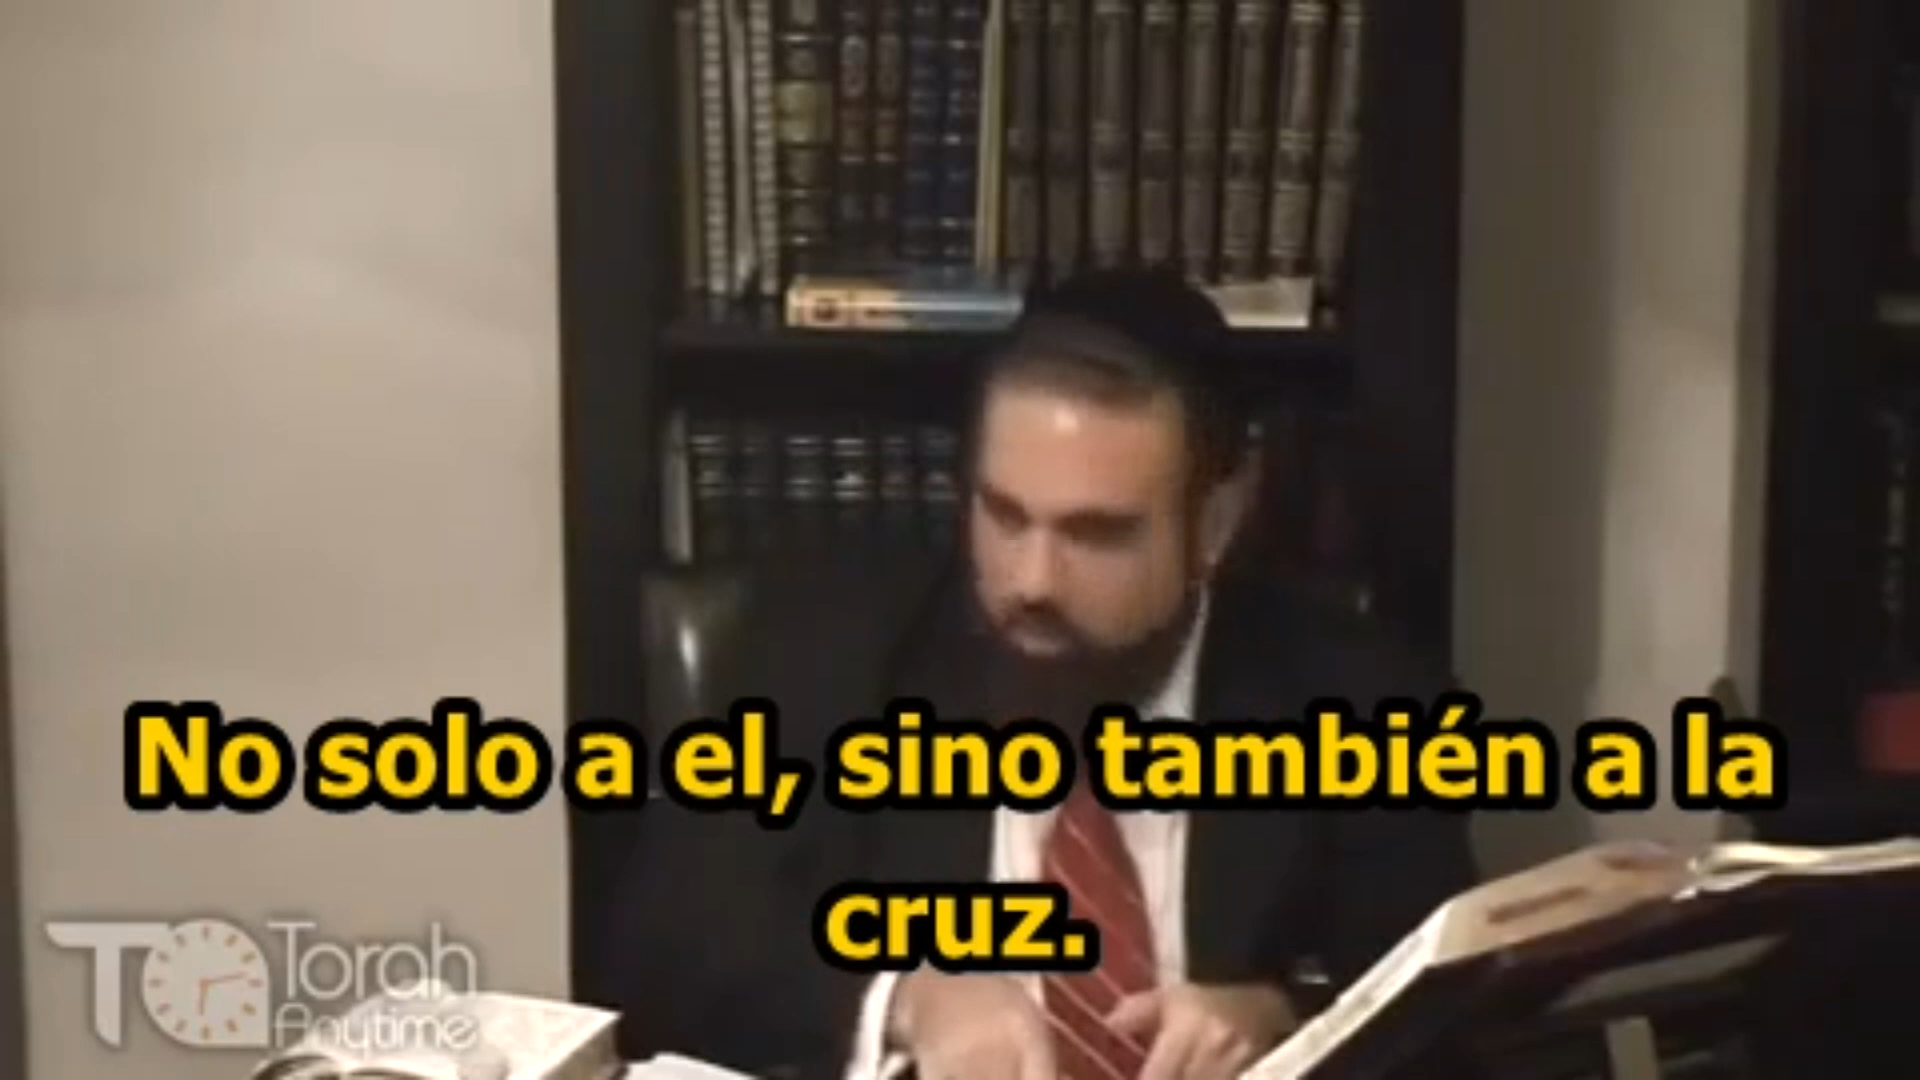 No solo a el, sino también a la
cruz.
Torah
Anytime